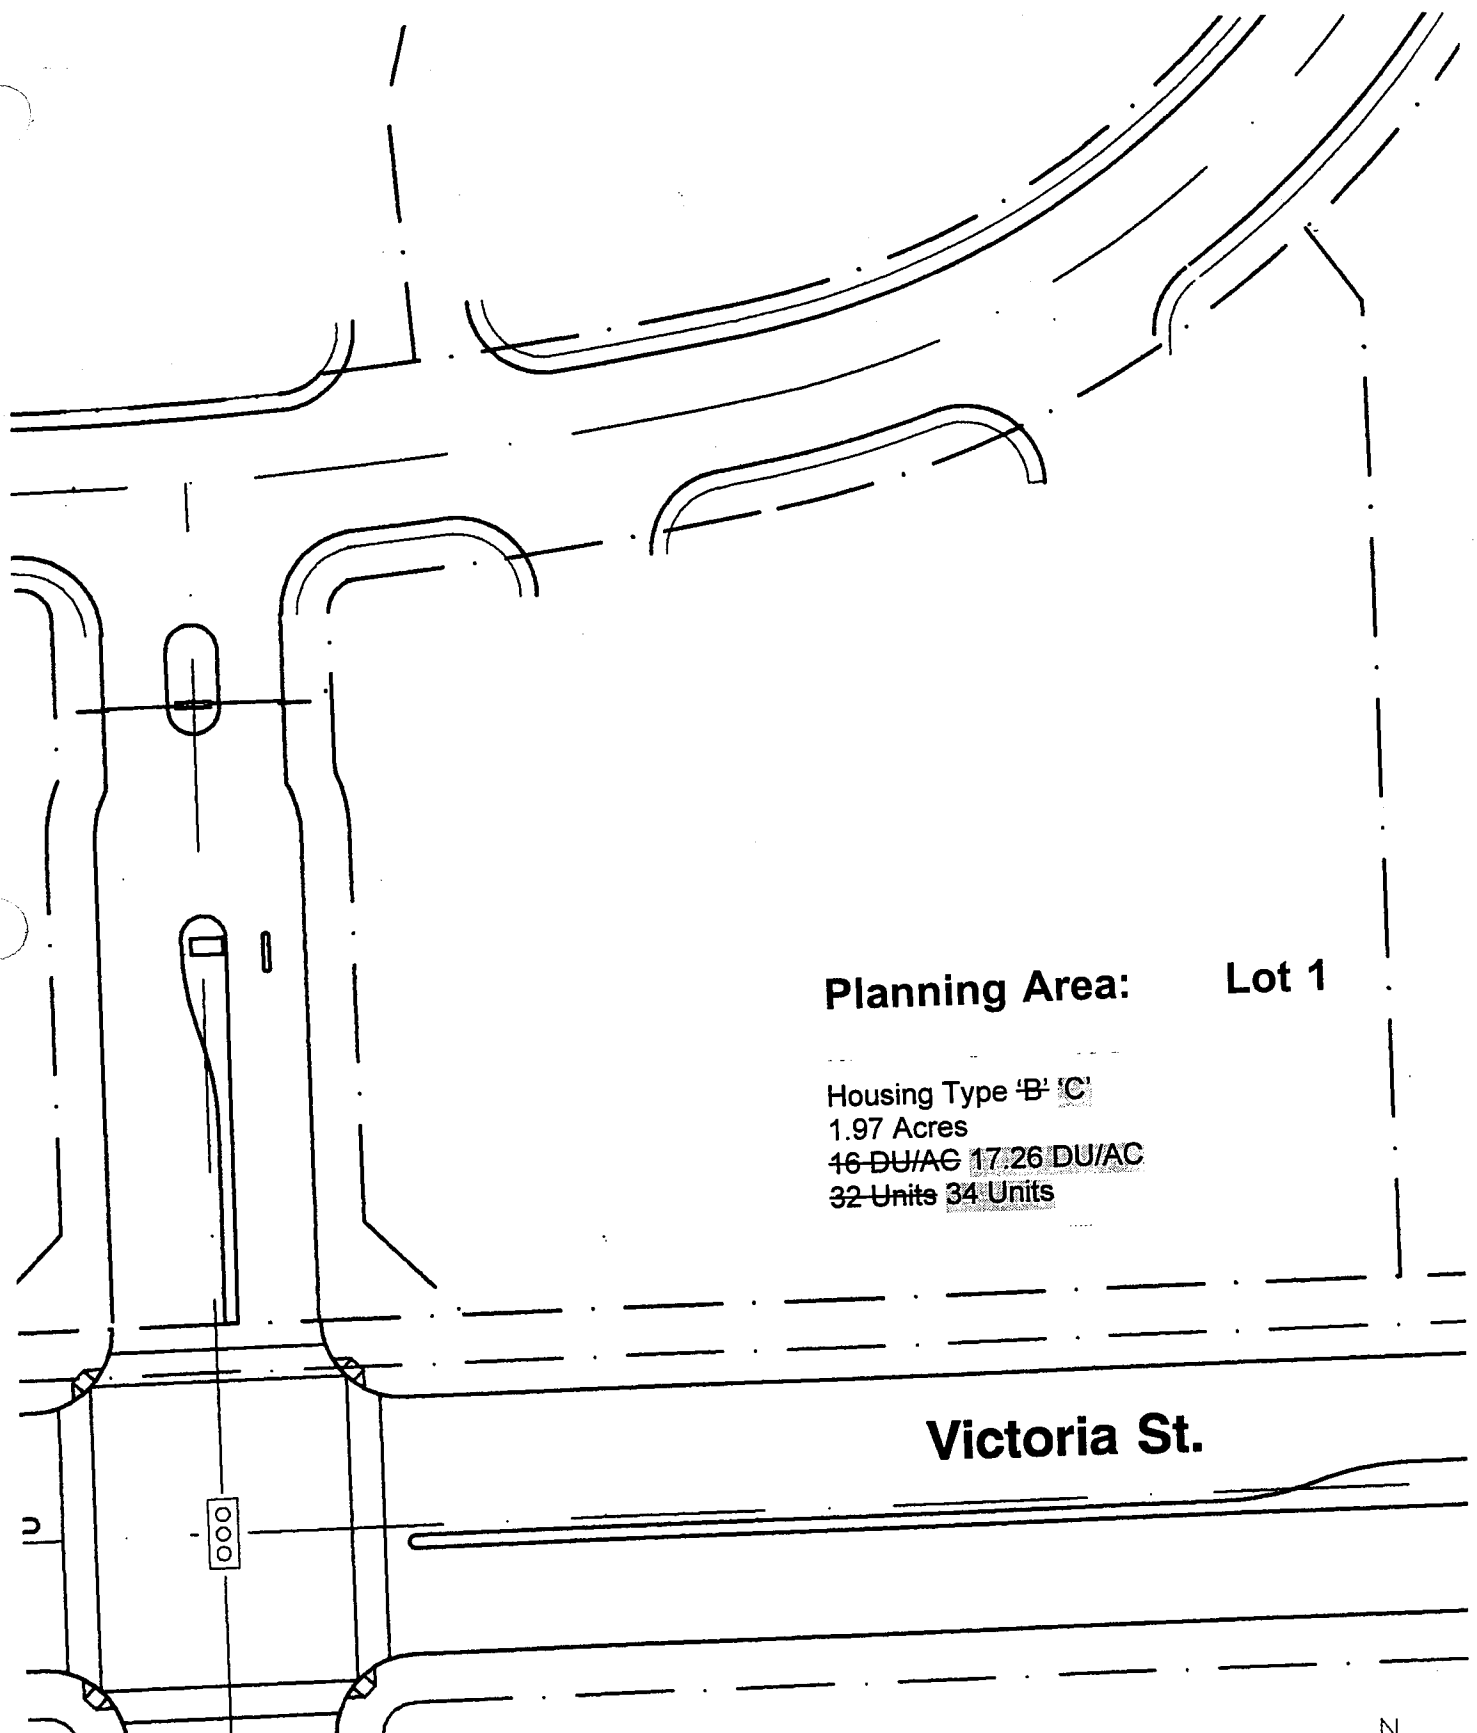 Planning Area: Lot 1
Housing Type ‘B’ ‘C’
1.97 Acres
16 DU/AC 17.26 DU/AC
32 Units 34 Units
Victoria St.
N